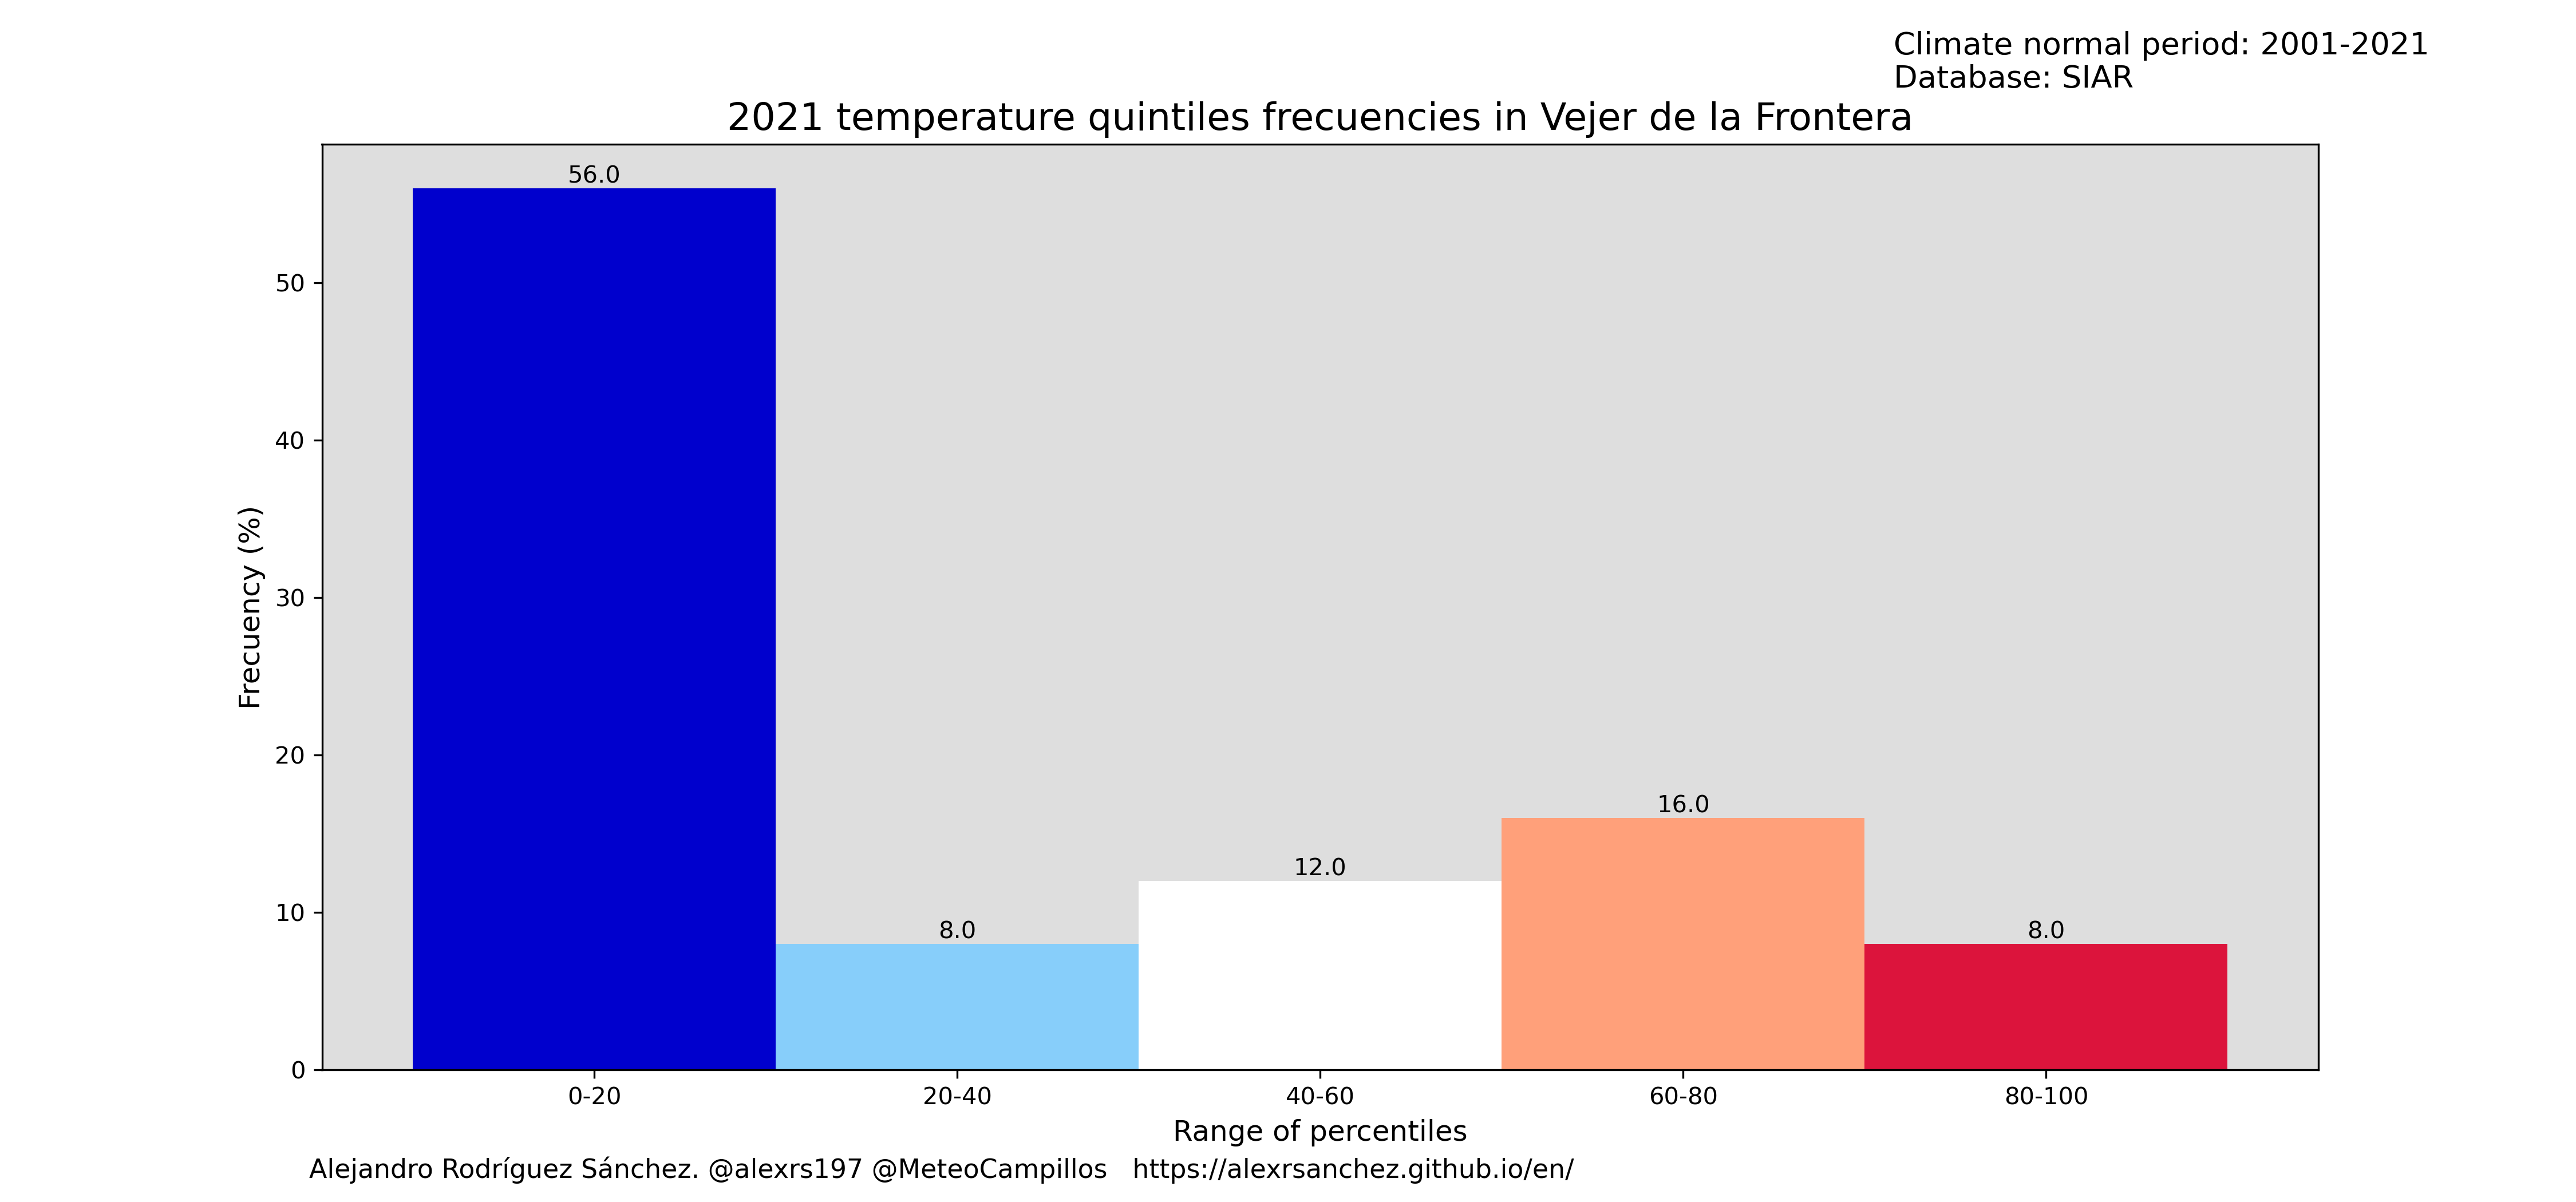 Climate normal period: 2001-2021
Database: SIAR
2021 temperature quintiles frecuencies in Vejer de la Frontera
56.0
50
40
Frecuency (%)
30
20
16.0
12.0
10
8.0
8.0
0
0-20
20-40
40-60
60-80
80-100
Range of percentiles
Alejandro Rodríguez Sánchez. @alexrs197 @MeteoCampillos https://alexrsanchez.github.io/en/